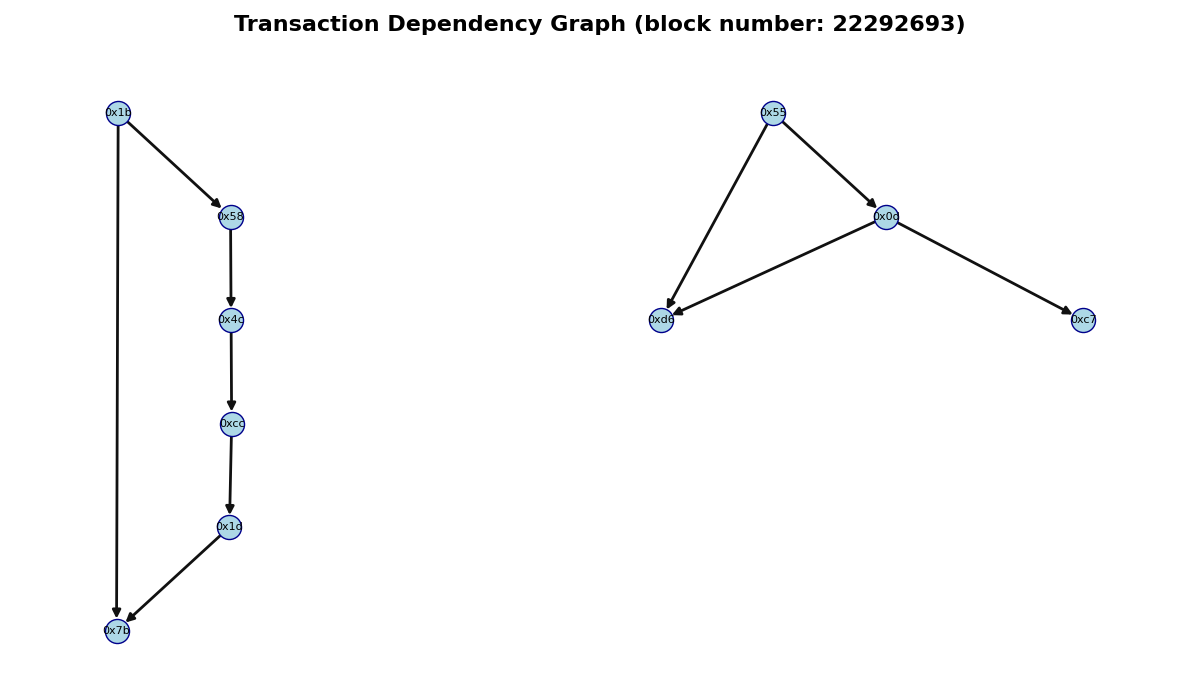 Transaction Dependency Graph (block number: 22292693)
0x1b
0x55
0x58
0x0d
0x4c
0xd6
0xc7
0xcc
0x1d
0x7b